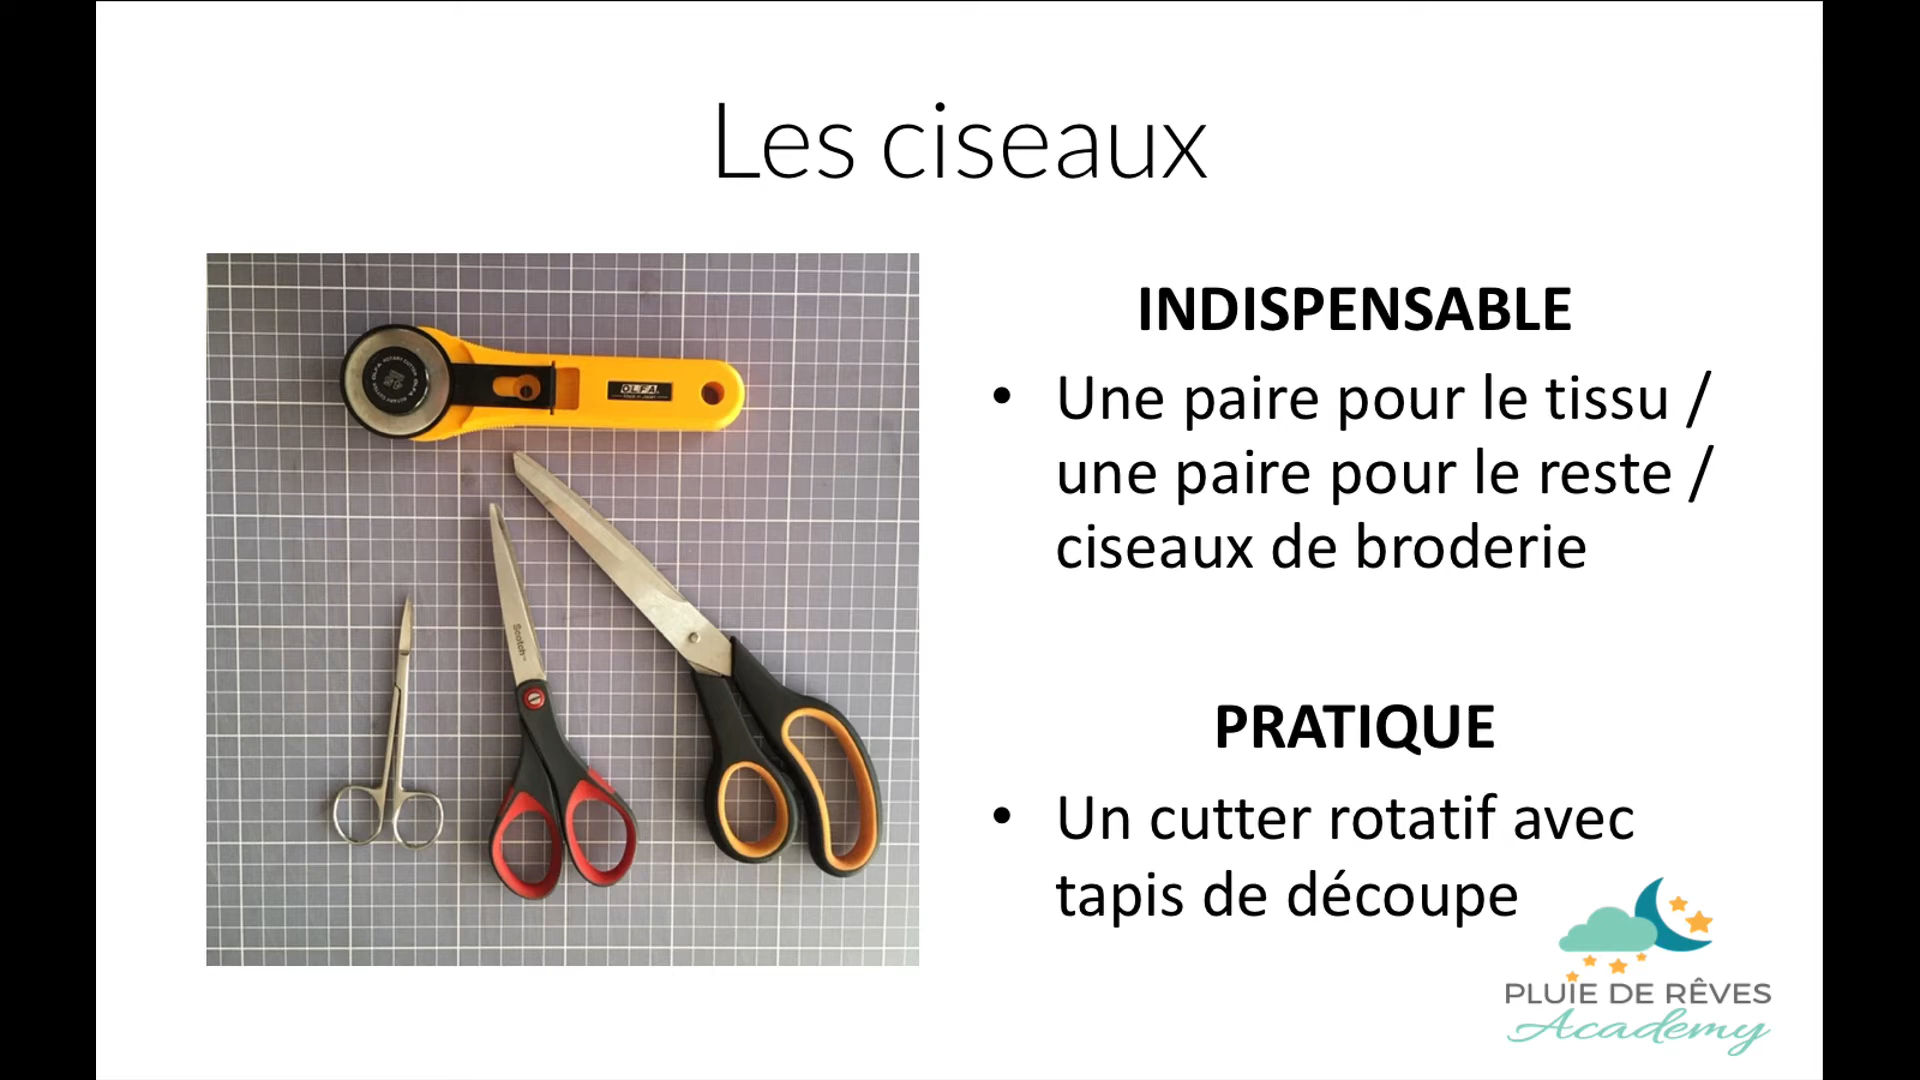 Les ciseaux
OLFA
Scotch
INDISPENSABLE
• Une paire pour le tissu /
une paire pour le reste /
ciseaux de broderie
PRATIQUE
• Un cutter rotatif avec
tapis de découpe
PLUIE DE RÊVES
Academy